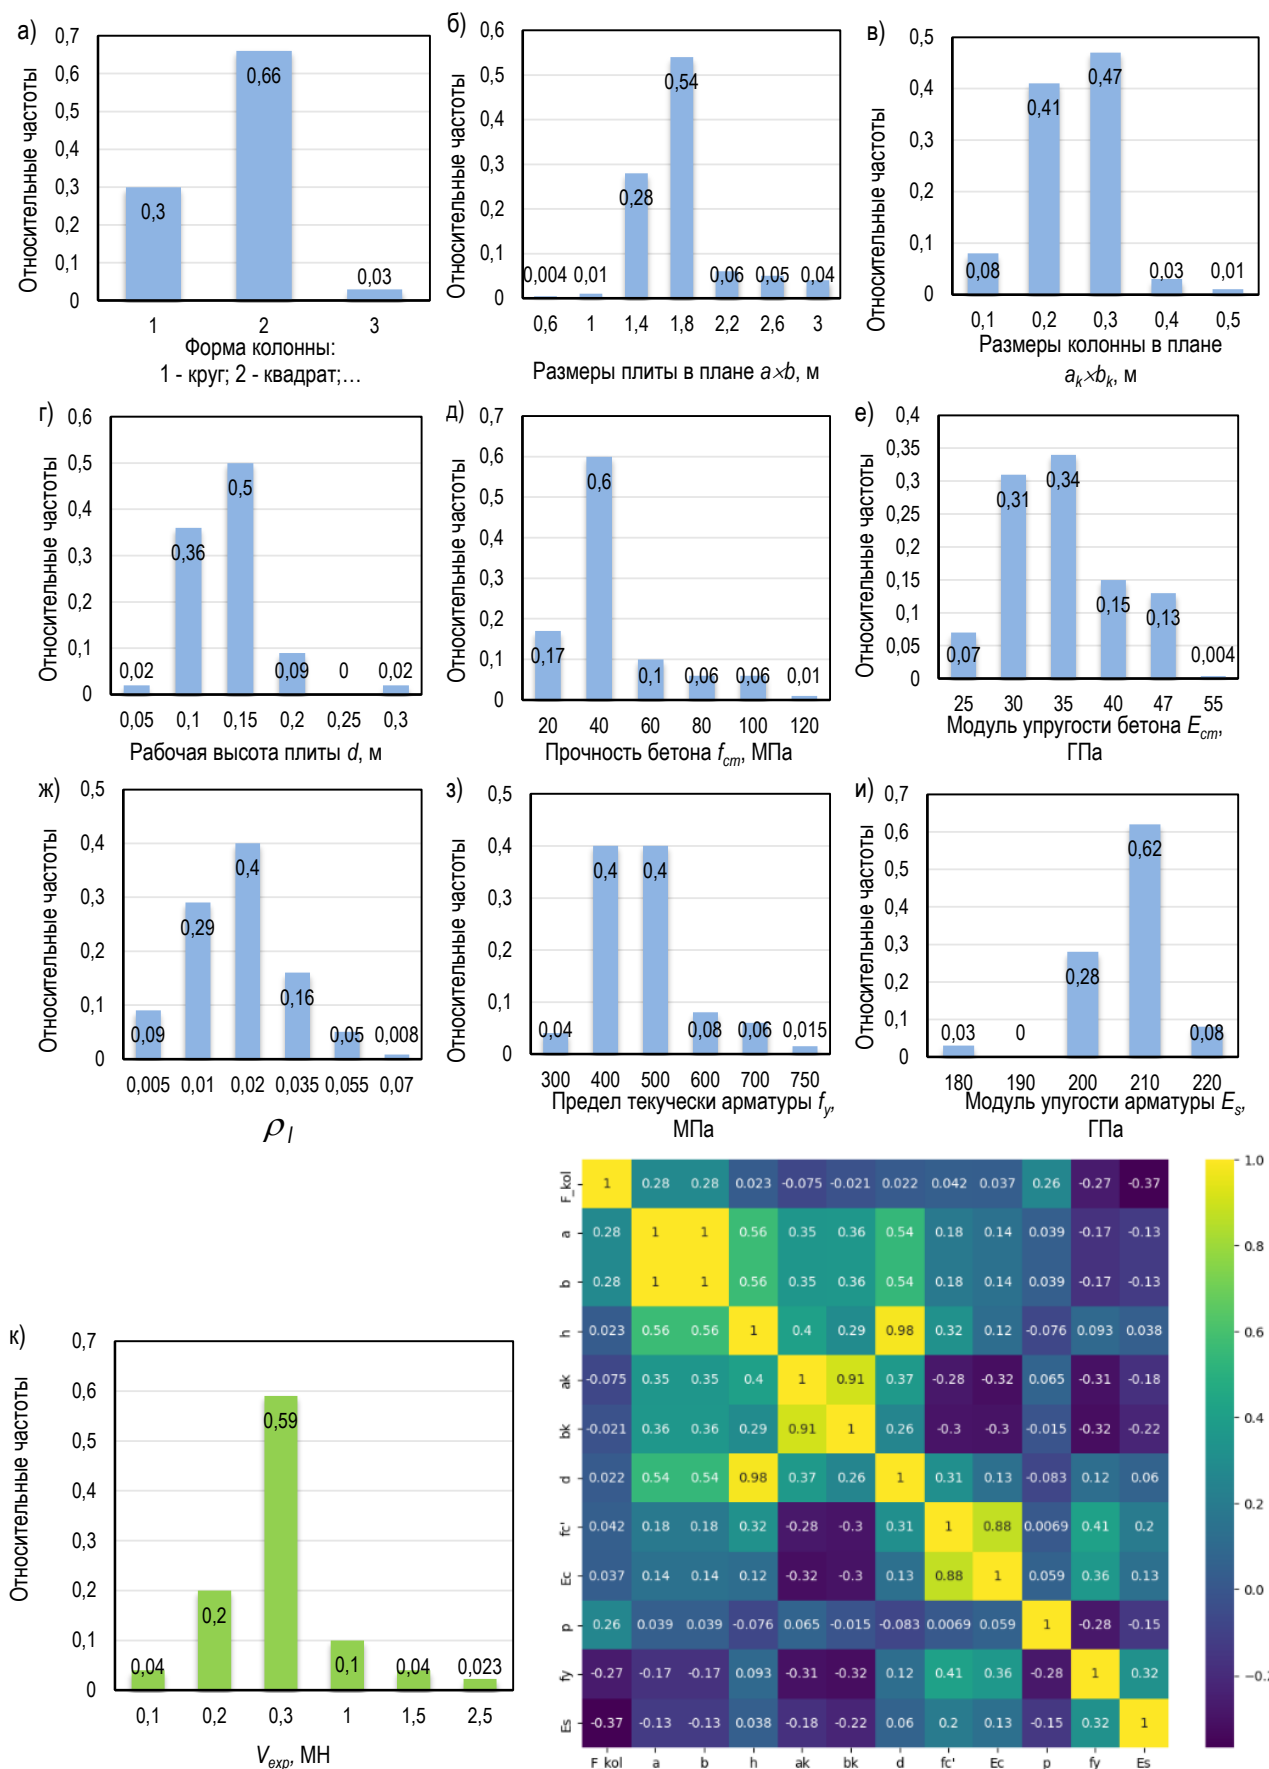 а)
Относительные частоты
0,7
0,6
0,5
0,4
0,3
0,2
0,1
0
0,3
0,66
0,03
1 2 3
Форма колонны:
1 - круг; 2 - квадрат;…
б)
Относительные частоты
0,6
0,5
0,4
0,3
0,2
0,1
0
0,004 0,01 0,28 0,54 0,06 0,05 0,04
0,6 1 1,4 1,8 2,2 2,6 3
Размеры плиты в плане a×b, м
в)
Относительные частоты
0,5
0,4
0,3
0,2
0,1
0
0,08 0,41 0,47 0,03 0,01
0,1 0,2 0,3 0,4 0,5
Размеры колонны в плане
ak×bk, м
г)
Относительные частоты
0,6
0,5
0,4
0,3
0,2
0,1
0
0,02 0,36 0,5 0,09 0 0,02
0,05 0,1 0,15 0,2 0,25 0,3
Рабочая высота плиты d, м
д)
Относительные частоты
0,7
0,6
0,5
0,4
0,3
0,2
0,1
0
0,17 0,6 0,1 0,06 0,06 0,01
20 40 60 80 100 120
Прочность бетона fcm, МПа
е)
Относительные частоты
0,4
0,35
0,3
0,25
0,2
0,15
0,1
0,05
0
0,07 0,31 0,34 0,15 0,13 0,004
25 30 35 40 47 55
Модуль упругости бетона Ecm,
ГПа
ж)
Относительные частоты
0,5
0,4
0,3
0,2
0,1
0
0,09 0,29 0,4 0,16 0,05 0,008
0,005 0,01 0,02 0,035 0,055 0,07
ρl
з)
Относительные частоты
0,5
0,4
0,3
0,2
0,1
0
0,04 0,4 0,4 0,08 0,06 0,015
300 400 500 600 700 750
Предел текучески арматуры fy,
МПа
и)
Относительные частоты
0,7
0,6
0,5
0,4
0,3
0,2
0,1
0
0,03 0 0,28 0,62 0,08
180 190 200 210 220
Модуль упугости арматуры Es,
ГПа
к)
Относительные частоты
0,7
0,6
0,5
0,4
0,3
0,2
0,1
0
0,04 0,2 0,59 0,1 0,04 0,023
0,1 0,2 0,3 1 1,5 2,5
Vexp, МН
F_kol 1 0.28 0.28 0.023 -0.075 -0.021 0.022 0.042 0.037 0.26 -0.27 -0.37
a 0.28 1 1 0.56 0.35 0.36 0.54 0.18 0.14 0.039 -0.17 -0.13
b 0.28 1 1 0.56 0.35 0.36 0.54 0.18 0.14 0.039 -0.17 -0.13
h 0.023 0.56 0.56 1 0.4 0.29 0.98 0.32 0.12 -0.076 0.093 0.038
ak -0.075 0.35 0.35 0.4 1 0.91 0.37 -0.28 -0.32 0.065 -0.31 -0.18
bk -0.021 0.36 0.36 0.29 0.91 1 0.26 -0.3 -0.3 -0.015 -0.32 -0.22
d 0.022 0.54 0.54 0.98 0.37 0.26 1 0.31 0.13 -0.083 0.12 0.06
fc' 0.042 0.18 0.18 0.32 -0.28 -0.3 0.31 1 0.88 0.0069 0.41 0.2
Ec 0.037 0.14 0.14 0.12 -0.32 -0.3 0.13 0.88 1 0.059 0.36 0.13
p 0.26 0.039 0.039 -0.076 0.065 -0.015 -0.083 0.0069 0.059 1 -0.28 -0.15
fy -0.27 -0.17 -0.17 0.093 -0.31 -0.32 0.12 0.41 0.36 -0.28 1 0.32
Es -0.37 -0.13 -0.13 0.038 -0.18 -0.22 0.06 0.2 0.13 -0.15 0.32 1
F_kol a b h ak bk d fc' Ec p fy Es
1.0
0.8
0.6
0.4
0.2
0.0